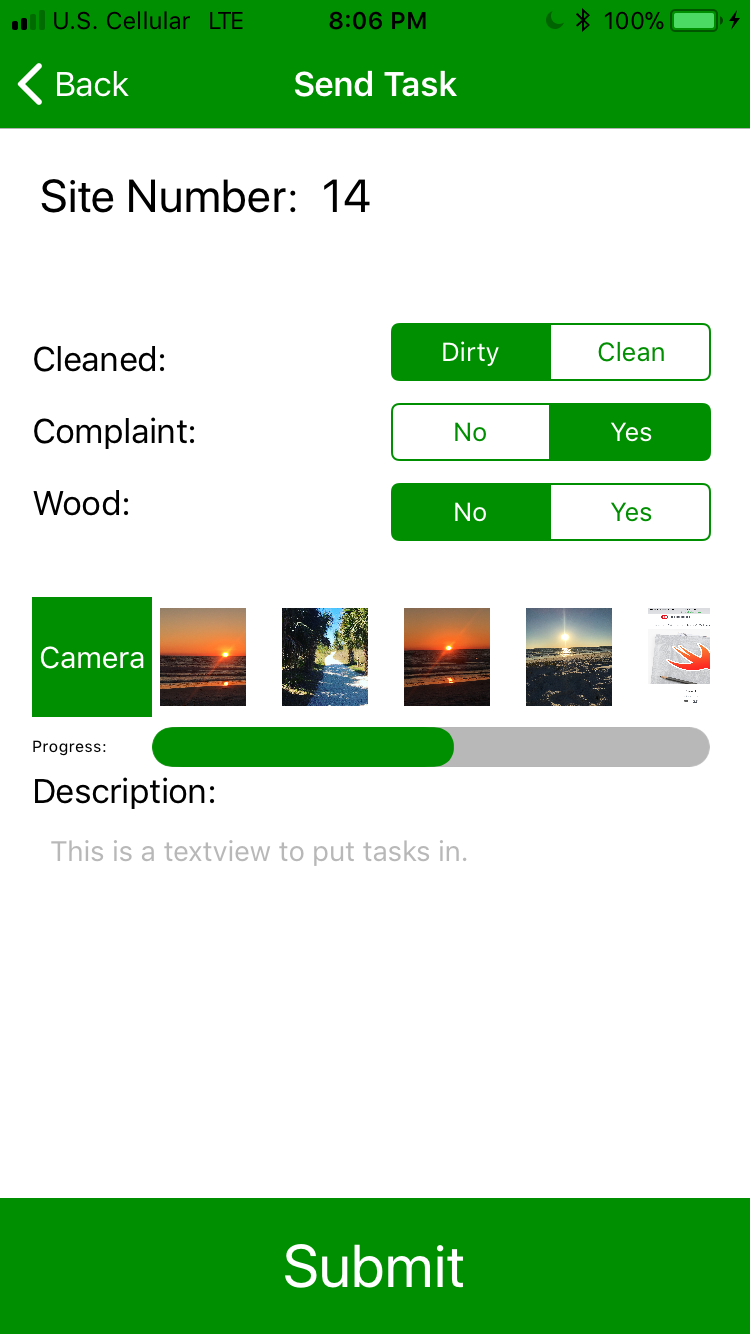 U.S. Cellular LTE 8:06 PM 100%
Back Send Task
Site Number: 14
Cleaned: Dirty Clean
Complaint: No Yes
Wood: No Yes
Camera
Progress:
Description:
This is a textview to put tasks in.
Submit